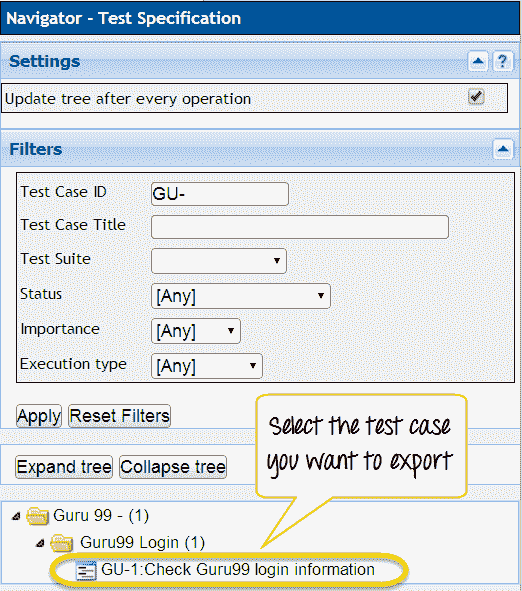 Navigator - Test Specification
Settings
?
Update tree after every operation
Filters
Test Case ID GU-
Test Case Title
Test Suite
Status [Any]
Importance [Any]
Execution type [Any]
Apply Reset Filters
Select the test case
you want to export
Expand tree Collapse tree
Guru 99 - (1)
Guru99 Login (1)
GU-1:Check Guru99 login information